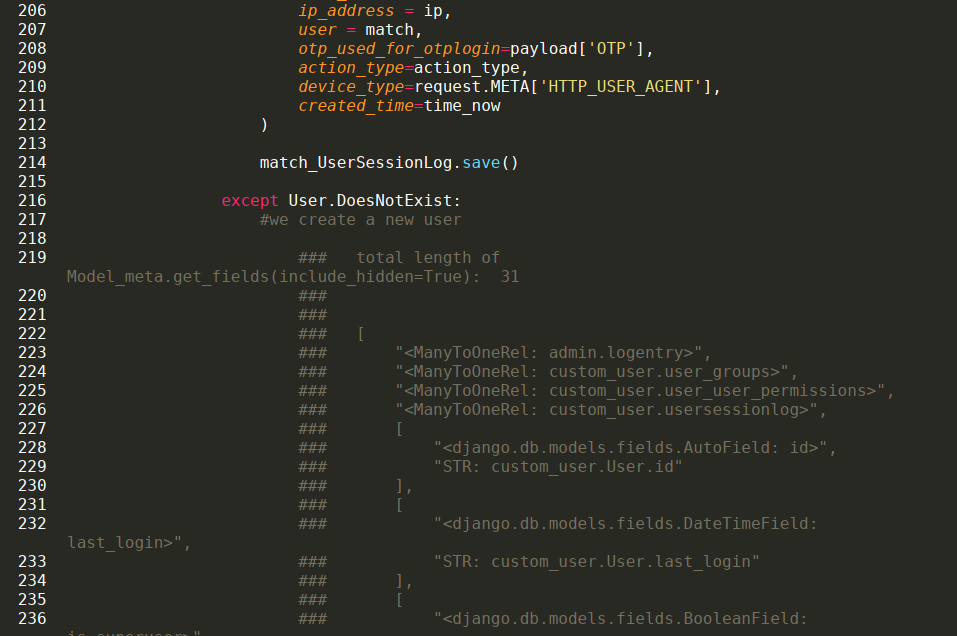 206 ip_address = ip,
207 user = match,
208 otp_used_for_otplogin=payload['OTP'],
209 action_type=action_type,
210 device_type=request.META['HTTP_USER_AGENT'],
211 created_time=time_now
212 )
213
214 match_UserSessionLog.save()
215
216 except User.DoesNotExist:
217 #we create a new user
218
219 ###   total length of
Model_meta.get_fields(include_hidden=True):  31
220 ###
221 ###
222 ###   [
223 ###       "<ManyToOneRel: admin.logentry>",
224 ###       "<ManyToOneRel: custom_user.user_groups>",
225 ###       "<ManyToOneRel: custom_user.user_user_permissions>",
226 ###       "<ManyToOneRel: custom_user.usersessionlog>",
227 ###       [
228 ###           "<django.db.models.fields.AutoField: id>",
229 ###           "STR: custom_user.User.id"
230 ###       ],
231 ###       [
232 ###           "<django.db.models.fields.DateTimeField:
last_login>",
233 ###           "STR: custom_user.User.last_login"
234 ###       ],
235 ###       [
236 ###           "<django.db.models.fields.BooleanField:
is_superuser>"